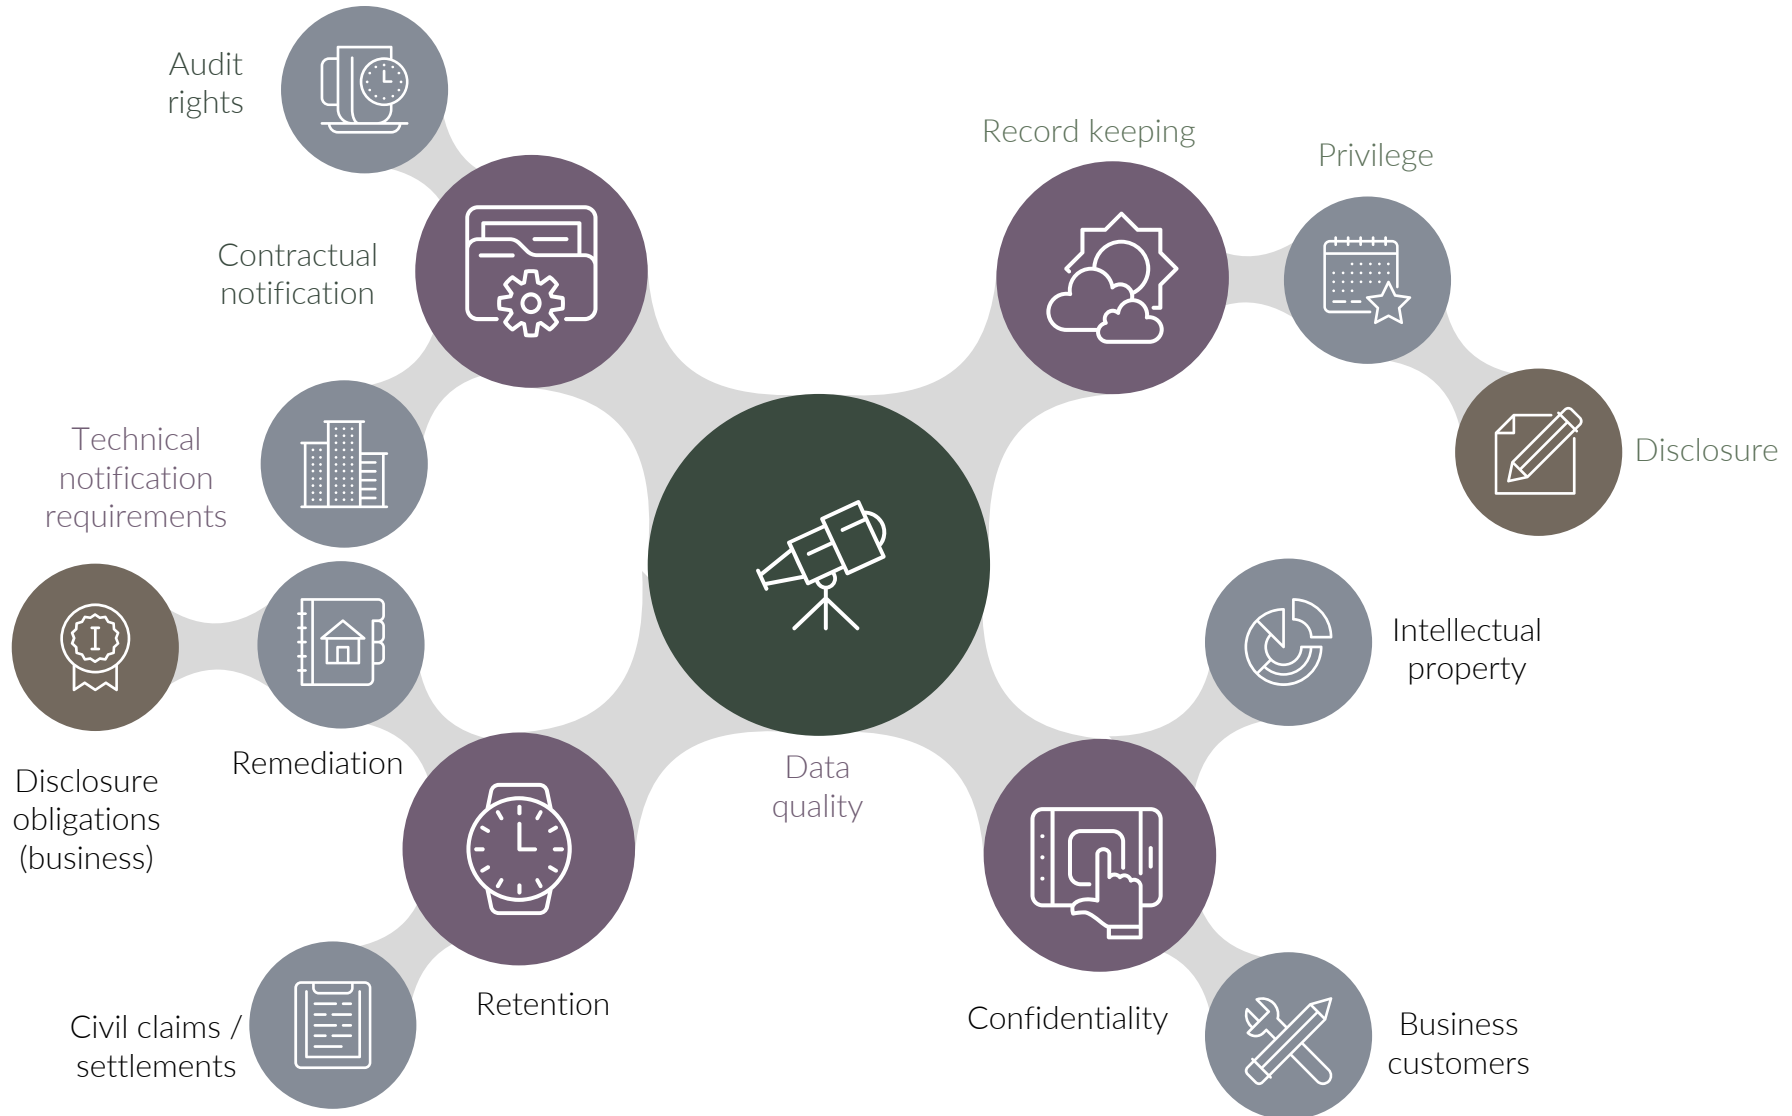 Audit
rights
Record keeping
Privilege
Contractual
notification
Technical
notification
requirements
Disclosure
Intellectual
property
Remediation
Disclosure
obligations
(business)
Data
quality
Retention
Confidentiality
Civil claims /
settlements
Business
customers